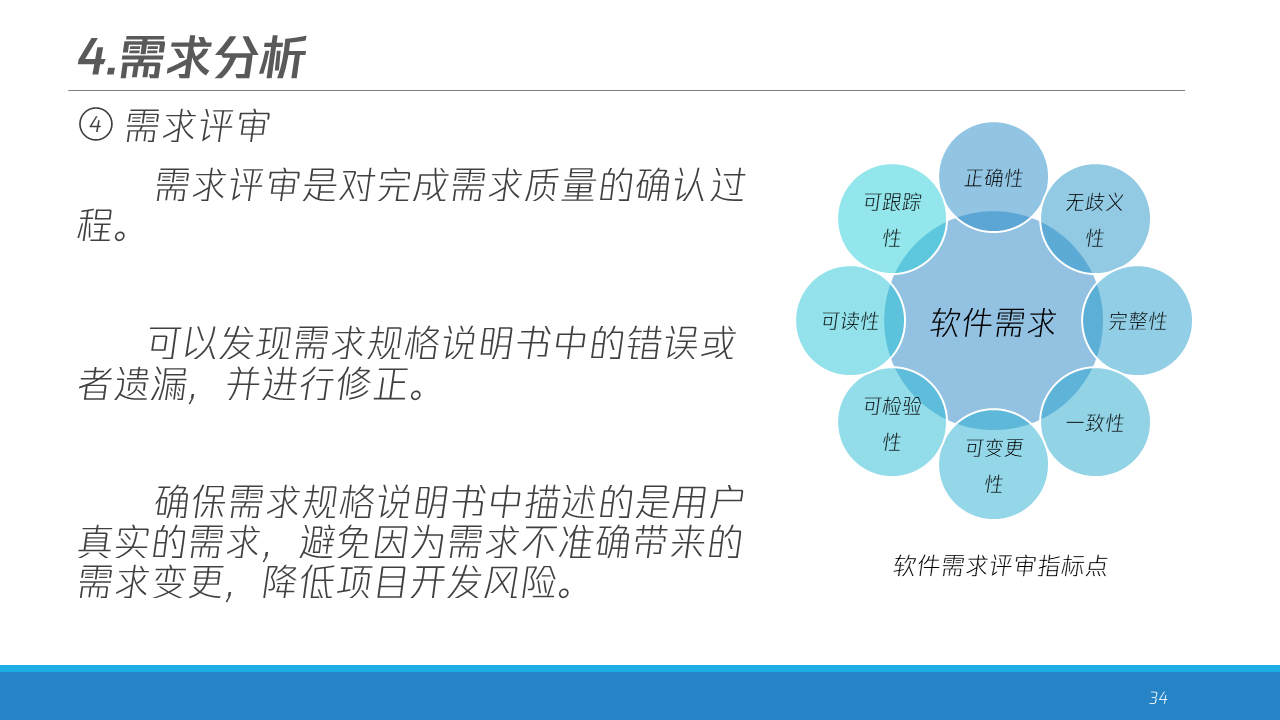 4.需求分析
④ 需求评审
需求评审是对完成需求质量的确认过
程。
可以发现需求规格说明书中的错误或
者遗漏，并进行修正。
确保需求规格说明书中描述的是用户
真实的需求，避免因为需求不准确带来的
需求变更，降低项目开发风险。
软件需求
正确性
无歧义
性
完整性
一致性
可变更
性
可检验
性
可读性
可跟踪
性
软件需求评审指标点
34